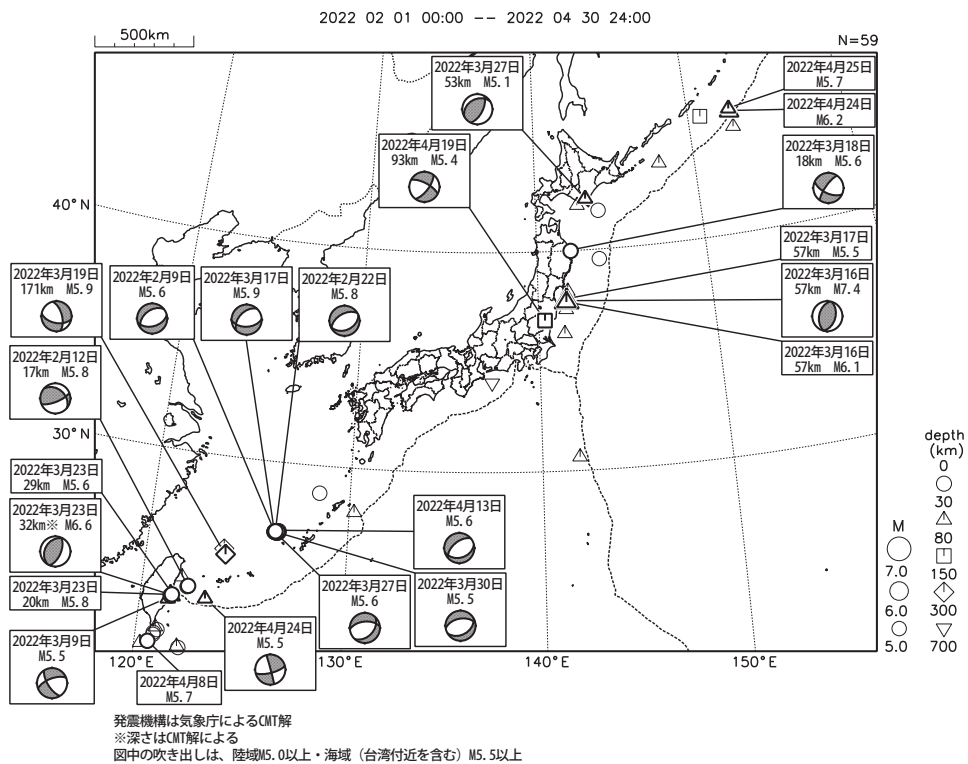 2022 02 01 00:00 -- 2022 04 30 24:00
500km
N=59
2022年3月27日
53km M5.1
2022年4月25日
M5.7
2022年4月24日
M6.2
2022年4月19日
93km M5.4
2022年3月18日
18km M5.6
40°N
2022年3月17日
57km M5.5
2022年3月19日
171km M5.9
2022年2月9日
M5.6
2022年3月17日
M5.9
2022年2月22日
M5.8
2022年3月16日
57km M7.4
2022年2月12日
17km M5.8
2022年3月16日
57km M6.1
30°N
2022年3月23日
29km M5.6
2022年3月23日
32km※ M6.6
2022年4月13日
M5.6
2022年3月23日
20km M5.8
2022年3月27日
M5.6
2022年3月30日
M5.5
2022年3月9日
M5.5
2022年4月24日
M5.5
2022年4月8日
M5.7
120°E
130°E
140°E
150°E
depth
(km)
0
30
80
150
300
700
M
7.0
6.0
5.0
発震機構は気象庁によるCMT解
※深さはCMT解による
図中の吹き出しは、陸域M5.0以上・海域（台湾付近を含む）M5.5以上